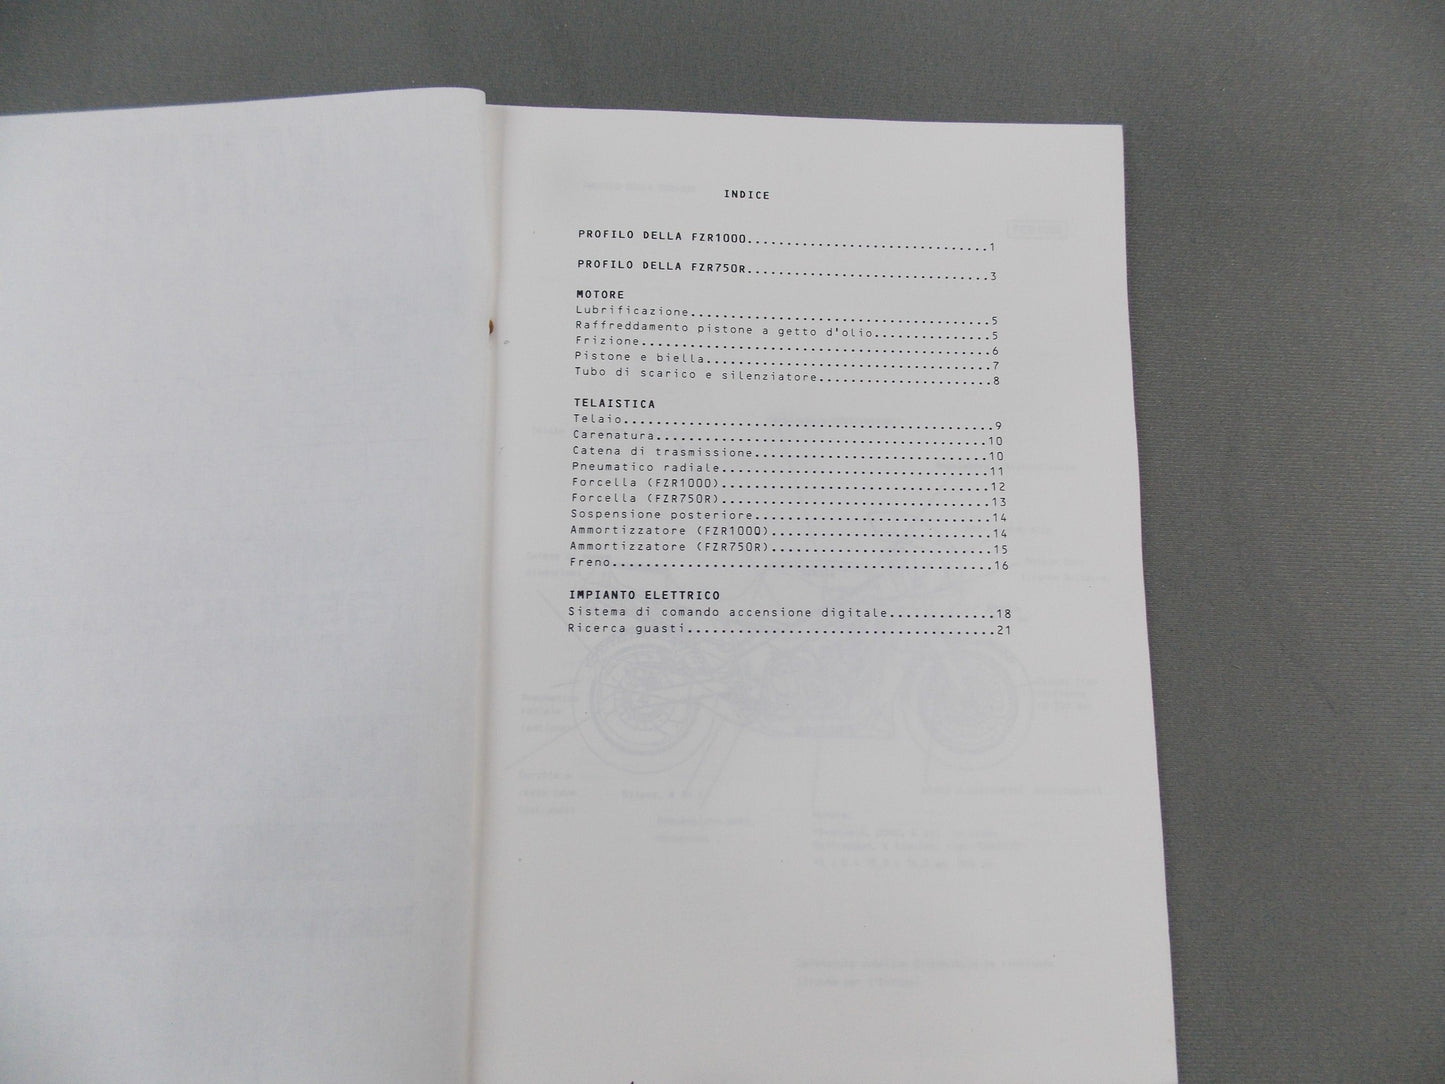 INDICE
PROFILO DELLA FZR1000..............................1
PROFILO DELLA FZR750R..............................3
MOTORE
Lubrificazione.....................................5
Raffreddamento pistone a getto d'olio..............5
Frizione...........................................6
Pistone e biella...................................7
Tubo di scarico e silenziatore.....................8
TELAISTICA
Telaio.............................................9
Carenatura........................................10
Catena di trasmissione............................10
Pneumatico radiale................................11
Forcella (FZR1000)................................12
Forcella (FZR750R)................................13
Sospensione posteriore............................14
Ammortizzatore (FZR1000)..........................14
Ammortizzatore (FZR750R)..........................15
Freno.............................................16
IMPIANTO ELETTRICO
Sistema di comando accensione digitale.............18
Ricerca guasti.....................................21